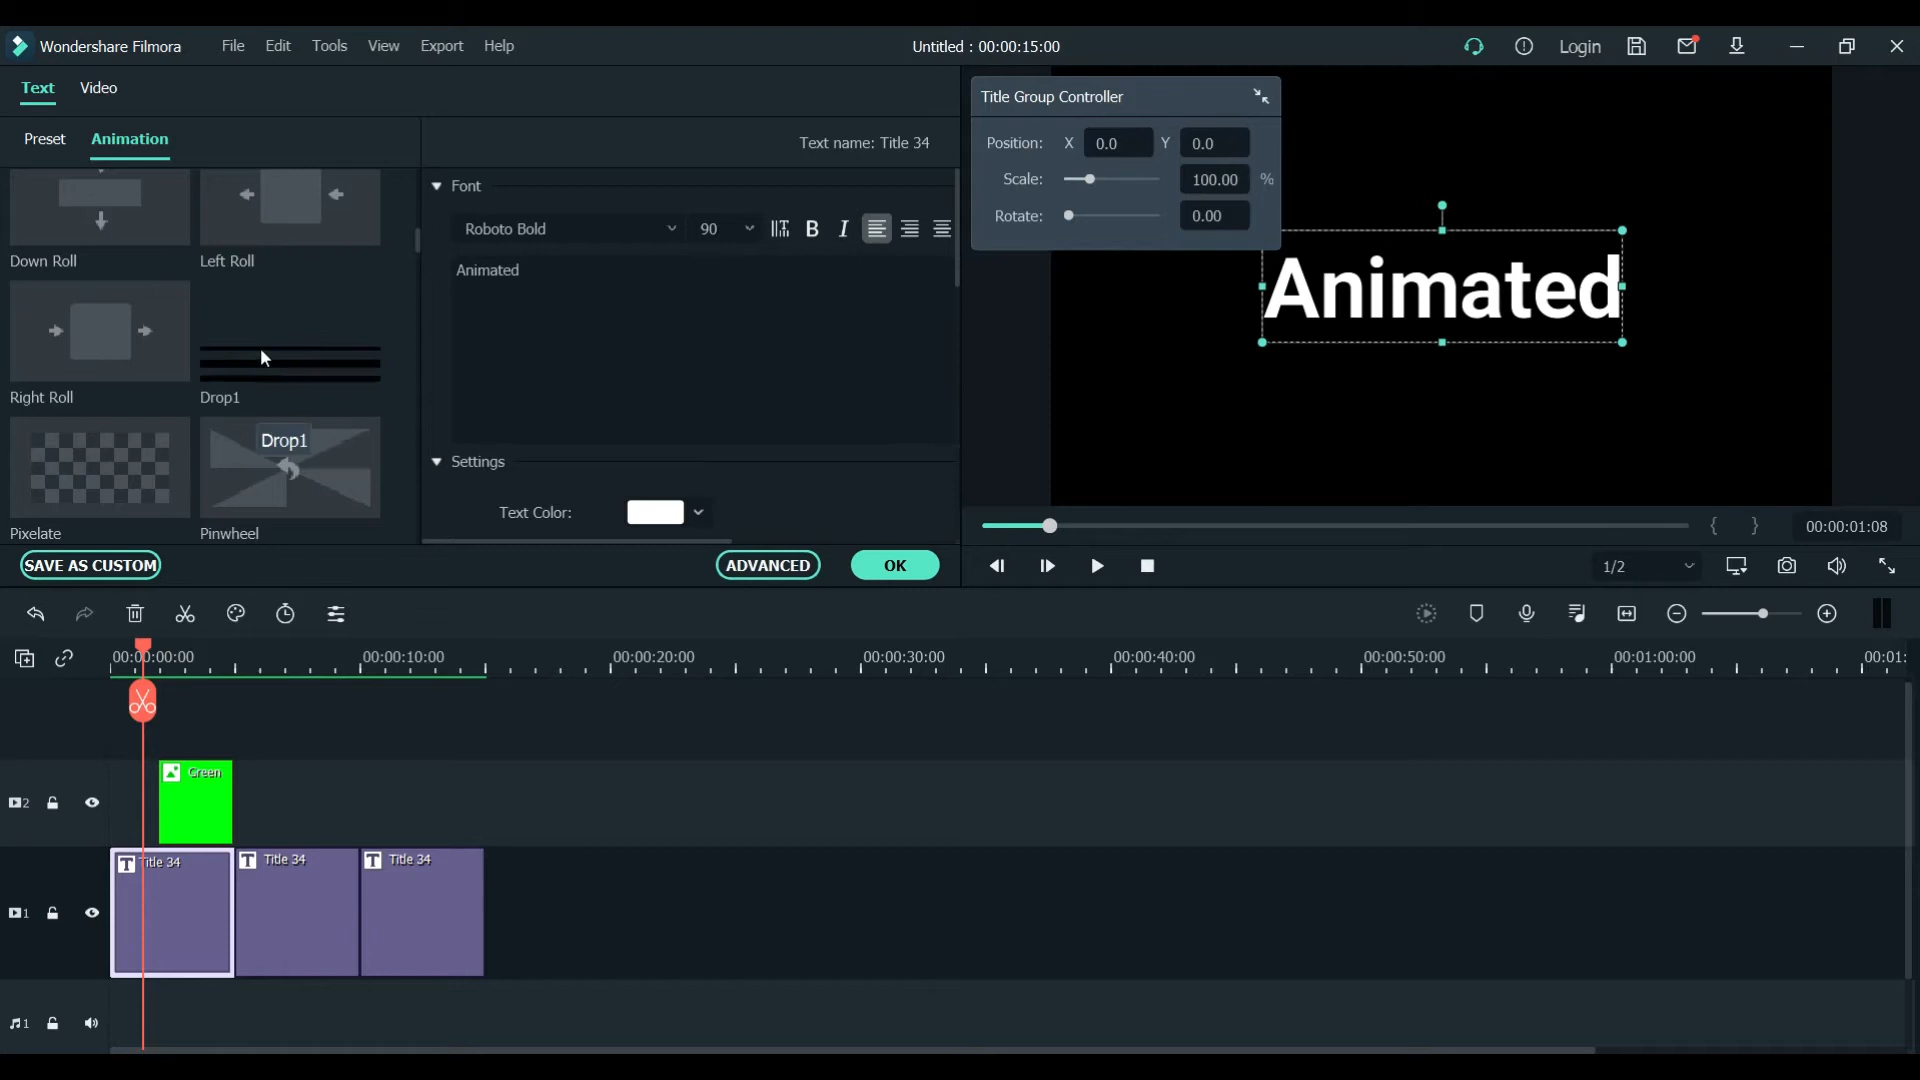 Wondershare Filmora File Edit Tools View Export Help Untitled : 00:00:15:00 Login
Text Video
Preset Animation
Text name: Title 34
Down Roll Left Roll
Right Roll Drop1
Drop1
Pixelate Pinwheel
Font
Roboto Bold 90 B I
Animated
Settings
Text Color:
SAVE AS CUSTOM ADVANCED OK
Title Group Controller
Position: X 0.0 Y 0.0
Scale: 100.00 %
Rotate: 0.00
Animated
{ } 00:00:01:08
1/2
00:00:00:00 00:00:10:00 00:00:20:00 00:00:30:00 00:00:40:00 00:00:50:00 00:01:00:00 00:01:
2 Green
1 T Title 34 T Title 34 T Title 34
1